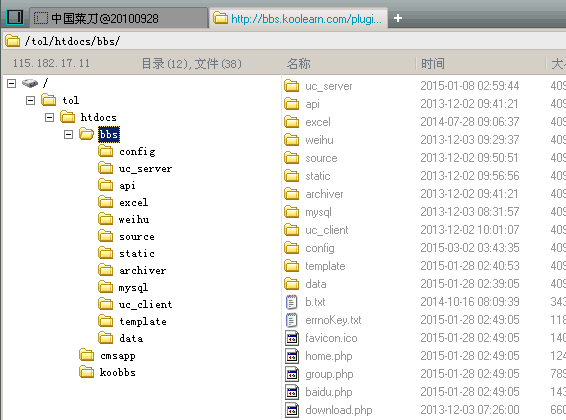 中国菜刀@20100928 http://bbs.koolearn.com/plugi... +
/tol/htdocs/bbs/
115.182.17.11 目录(12),文件(38) 名称 时间 大
/
tol
htdocs
bbs
config
uc_server
api
excel
weihu
source
static
archiver
mysql
uc_client
template
data
cmsapp
koobbs
uc_server 2015-01-08 02:59:44 409
api 2013-12-02 09:41:21 409
excel 2014-07-28 09:06:37 409
weihu 2013-12-03 09:29:37 409
source 2013-12-02 09:50:51 409
static 2013-12-02 09:56:56 409
archiver 2013-12-02 09:41:21 409
mysql 2013-12-03 08:31:57 409
uc_client 2013-12-02 10:01:07 409
config 2015-03-02 03:43:35 409
template 2015-01-28 02:40:53 409
data 2015-01-28 02:39:05 409
b.txt 2014-10-16 08:09:39 343
errnoKey.txt 2015-01-28 02:49:05 118
favicon.ico 2015-01-28 02:49:05 140
home.php 2015-01-28 02:49:05 124
group.php 2015-01-28 02:49:05 789
baidu.php 2015-01-28 02:49:05 143
download.php 2013-12-03 07:26:00 660